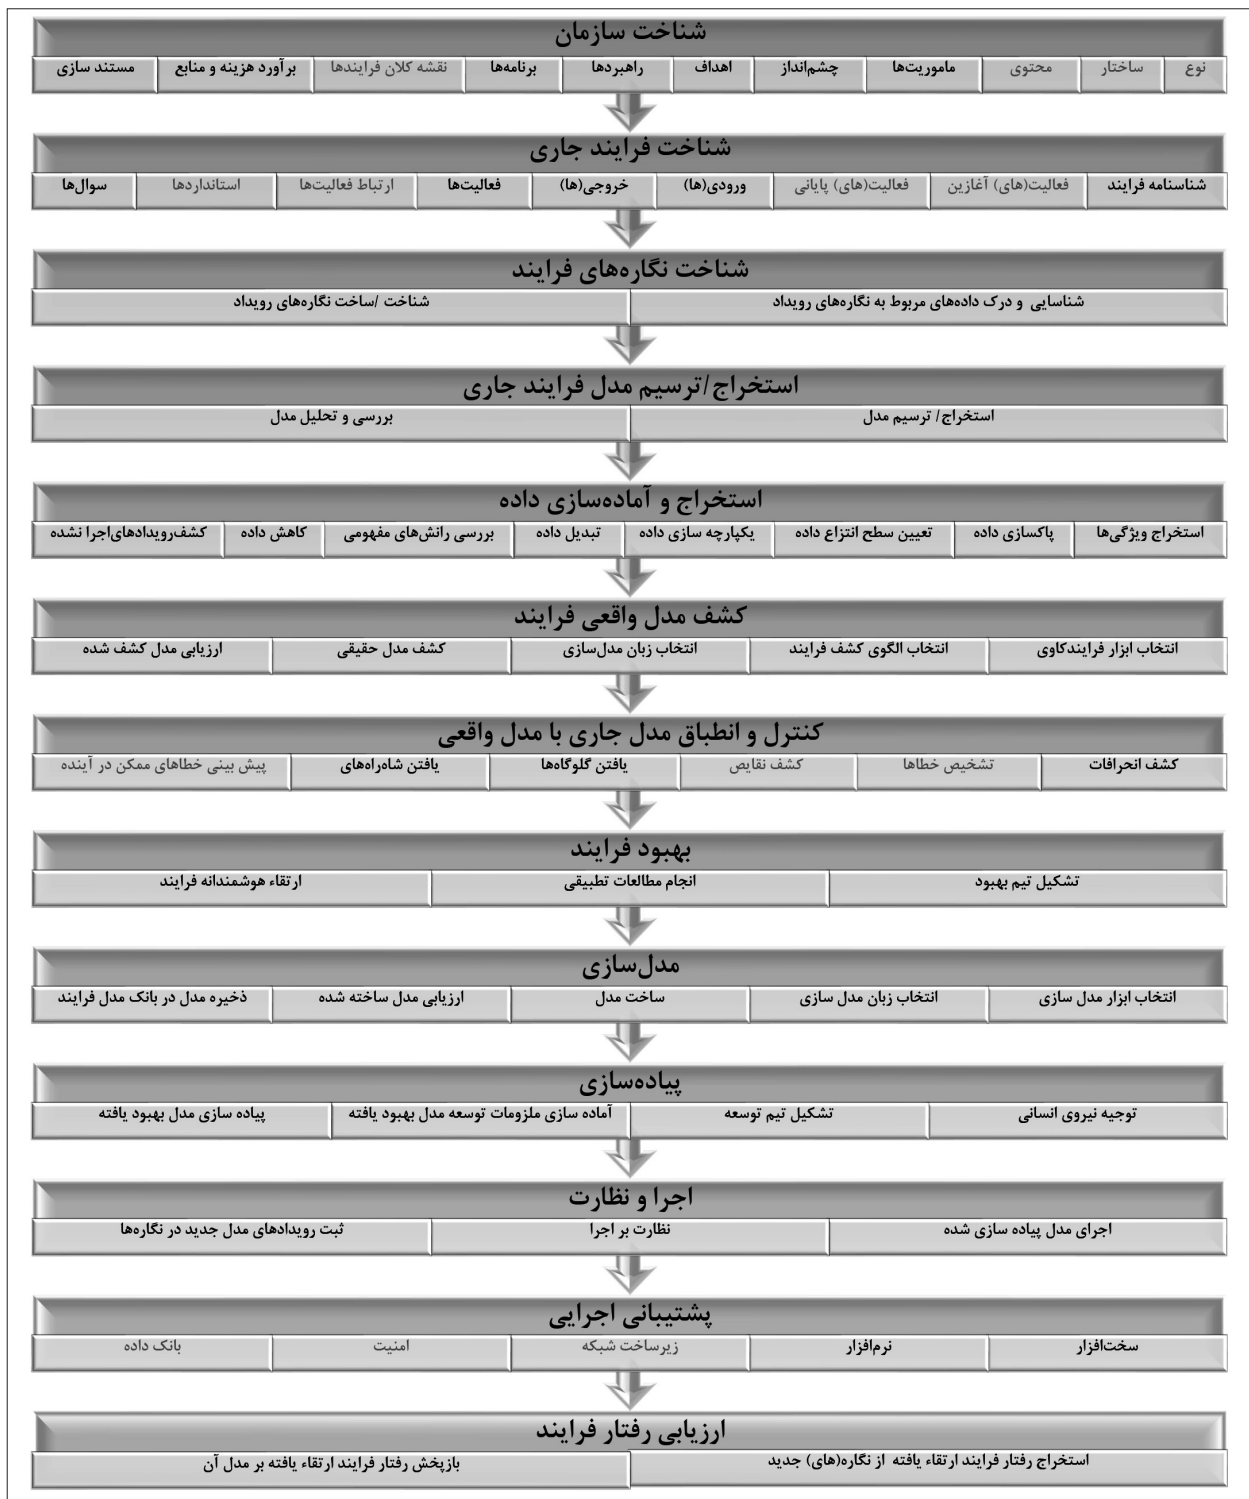 شناخت سازمان
نوع ساختار محتوی ماموریت‌ها چشم‌انداز اهداف راهبردها برنامه‌ها نقشه کلان فرایندها برآورد هزینه و منابع مستند سازی
شناخت فرایند جاری
شناسنامه فرایند فعالیت(های) آغازین فعالیت(های) پایانی ورودی(ها) خروجی(ها) فعالیت‌ها ارتباط فعالیت‌ها استانداردها سوال‌ها
شناخت نگاره‌های فرایند
شناسایی و درک داده‌های مربوط به نگاره‌های رویداد شناخت /ساخت نگاره‌های رویداد
استخراج/ترسیم مدل فرایند جاری
استخراج/ ترسیم مدل بررسی و تحلیل مدل
استخراج و آماده‌سازی داده
استخراج ویژگی‌ها پاکسازی داده تعیین سطح انتزاع داده یکپارچه سازی داده تبدیل داده بررسی رانش‌های مفهومی کاهش داده کشف‌رویدادهای‌اجرا نشده
کشف مدل واقعی فرایند
انتخاب ابزار فرایندکاوی انتخاب الگوی کشف فرایند انتخاب زبان مدل‌سازی کشف مدل حقیقی ارزیابی مدل کشف شده
کنترل و انطباق مدل جاری با مدل واقعی
کشف انحرافات تشخیص خطاها کشف نقایص یافتن گلوگاه‌ها یافتن شاه‌راه‌های پیش بینی خطاهای ممکن در آینده
بهبود فرایند
تشکیل تیم بهبود انجام مطالعات تطبیقی ارتقاء هوشمندانه فرایند
مدل‌سازی
انتخاب ابزار مدل سازی انتخاب زبان مدل سازی ساخت مدل ارزیابی مدل ساخته شده ذخیره مدل در بانک مدل فرایند
پیاده‌سازی
توجیه نیروی انسانی تشکیل تیم توسعه آماده سازی ملزومات توسعه مدل بهبود یافته پیاده سازی مدل بهبود یافته
اجرا و نظارت
اجرای مدل پیاده سازی شده نظارت بر اجرا ثبت رویدادهای مدل جدید در نگاره‌ها
پشتیبانی اجرایی
سخت‌افزار نرم‌افزار زیرساخت شبکه امنیت بانک داده
ارزیابی رفتار فرایند
استخراج رفتار فرایند ارتقاء یافته از نگاره(های) جدید بازپخش رفتار فرایند ارتقاء یافته بر مدل آن